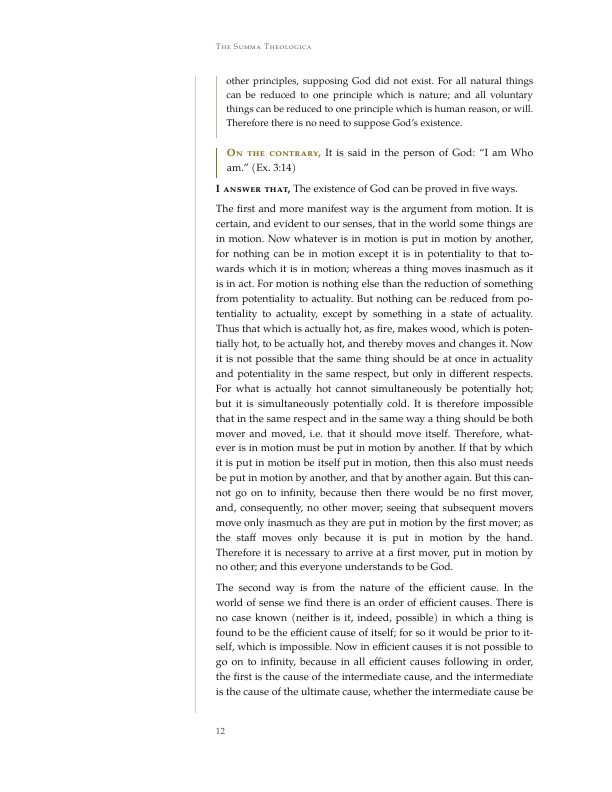 The Summa Theologica
other principles, supposing God did not exist. For all natural things
can be reduced to one principle which is nature; and all voluntary
things can be reduced to one principle which is human reason, or will.
Therefore there is no need to suppose God’s existence.
On the contrary, It is said in the person of God: “I am Who
am.” (Ex. 3:14)
I answer that, The existence of God can be proved in five ways.
The first and more manifest way is the argument from motion. It is
certain, and evident to our senses, that in the world some things are
in motion. Now whatever is in motion is put in motion by another,
for nothing can be in motion except it is in potentiality to that to-
wards which it is in motion; whereas a thing moves inasmuch as it
is in act. For motion is nothing else than the reduction of something
from potentiality to actuality. But nothing can be reduced from po-
tentiality to actuality, except by something in a state of actuality.
Thus that which is actually hot, as fire, makes wood, which is poten-
tially hot, to be actually hot, and thereby moves and changes it. Now
it is not possible that the same thing should be at once in actuality
and potentiality in the same respect, but only in different respects.
For what is actually hot cannot simultaneously be potentially hot;
but it is simultaneously potentially cold. It is therefore impossible
that in the same respect and in the same way a thing should be both
mover and moved, i.e. that it should move itself. Therefore, what-
ever is in motion must be put in motion by another. If that by which
it is put in motion be itself put in motion, then this also must needs
be put in motion by another, and that by another again. But this can-
not go on to infinity, because then there would be no first mover,
and, consequently, no other mover; seeing that subsequent movers
move only inasmuch as they are put in motion by the first mover; as
the staff moves only because it is put in motion by the hand.
Therefore it is necessary to arrive at a first mover, put in motion by
no other; and this everyone understands to be God.
The second way is from the nature of the efficient cause. In the
world of sense we find there is an order of efficient causes. There is
no case known (neither is it, indeed, possible) in which a thing is
found to be the efficient cause of itself; for so it would be prior to it-
self, which is impossible. Now in efficient causes it is not possible to
go on to infinity, because in all efficient causes following in order,
the first is the cause of the intermediate cause, and the intermediate
is the cause of the ultimate cause, whether the intermediate cause be
12